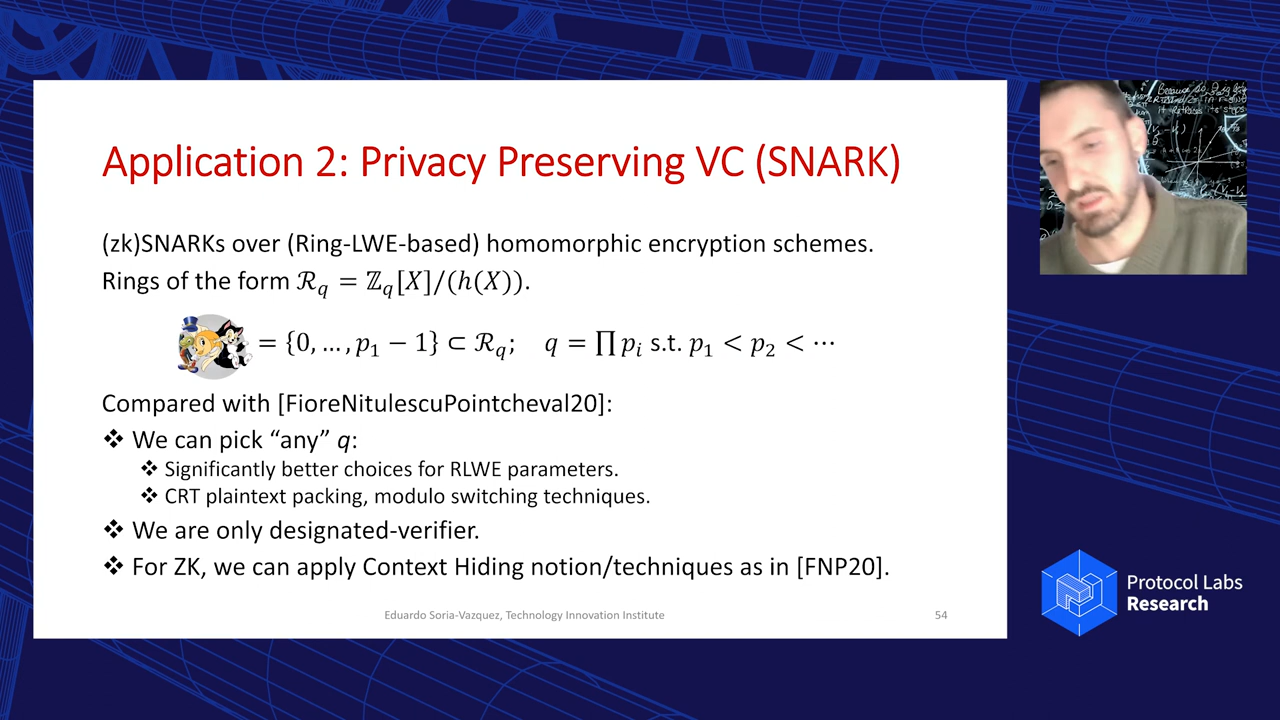 Application 2: Privacy Preserving VC (SNARK)
(zk)SNARKs over (Ring-LWE-based) homomorphic encryption schemes.
Rings of the form ℛ_q = ℤ_q[X]/(h(X)).
= {0, … , p₁ − 1} ⊂ ℛ_q; q = ∏ p_i s.t. p₁ < p₂ < ⋯
Compared with [FioreNitulescuPointcheval20]:
❖ We can pick “any” q:
❖ Significantly better choices for RLWE parameters.
❖ CRT plaintext packing, modulo switching techniques.
❖ We are only designated-verifier.
❖ For ZK, we can apply Context Hiding notion/techniques as in [FNP20].
Eduardo Soria-Vazquez, Technology Innovation Institute
54
Protocol Labs
Research